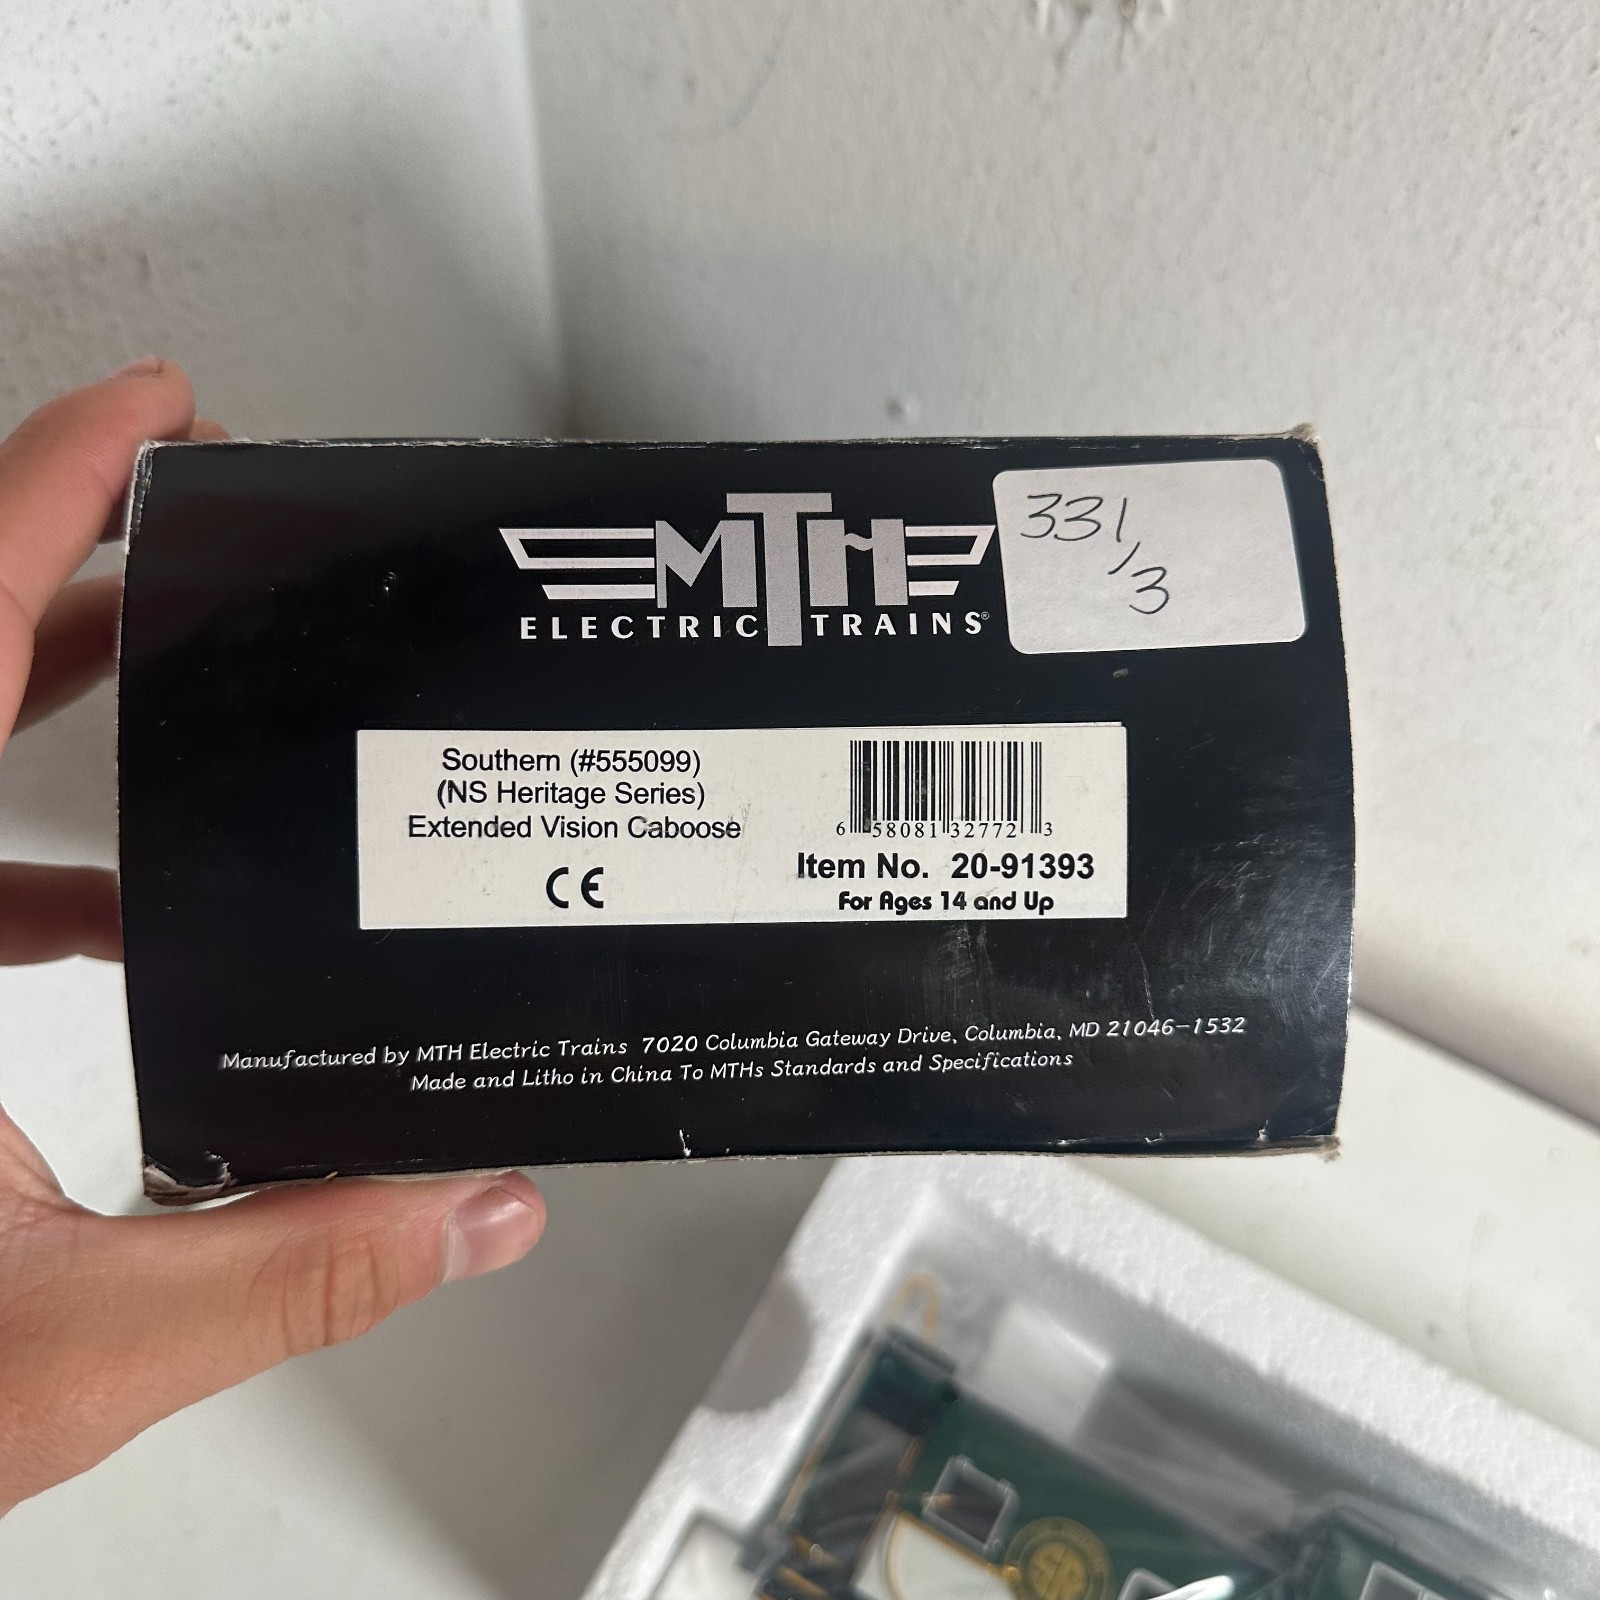 MTH
ELECTRIC TRAINS®
331
/3
Southern (#555099)
(NS Heritage Series)
Extended Vision Caboose
CE
6 58081 32772 3
Item No. 20-91393
For Ages 14 and Up
Manufactured by MTH Electric Trains 7020 Columbia Gateway Drive, Columbia, MD 21046-1532
Made and Litho in China To MTHs Standards and Specifications
SR